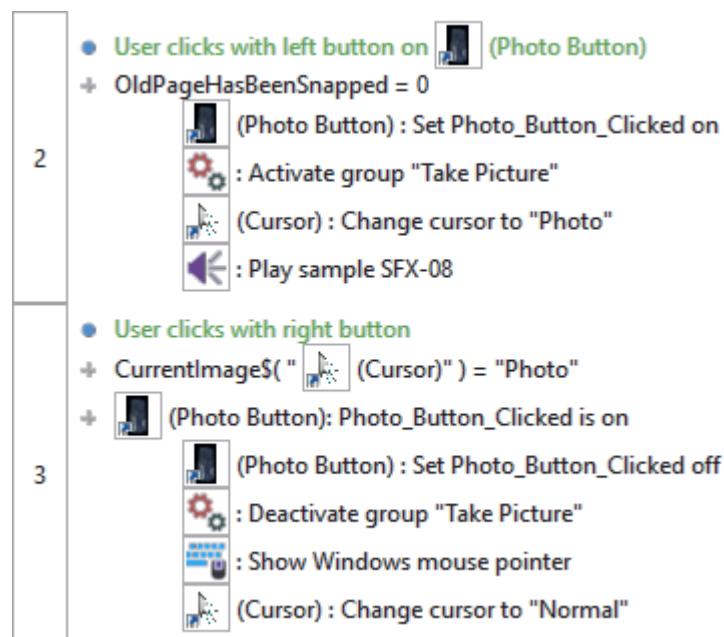 2
User clicks with left button on (Photo Button)
OldPageHasBeenSnapped = 0
(Photo Button) : Set Photo_Button_Clicked on
: Activate group "Take Picture"
(Cursor) : Change cursor to "Photo"
: Play sample SFX-08
3
User clicks with right button
CurrentImage$( " (Cursor)" ) = "Photo"
(Photo Button): Photo_Button_Clicked is on
(Photo Button) : Set Photo_Button_Clicked off
: Deactivate group "Take Picture"
: Show Windows mouse pointer
(Cursor) : Change cursor to "Normal"